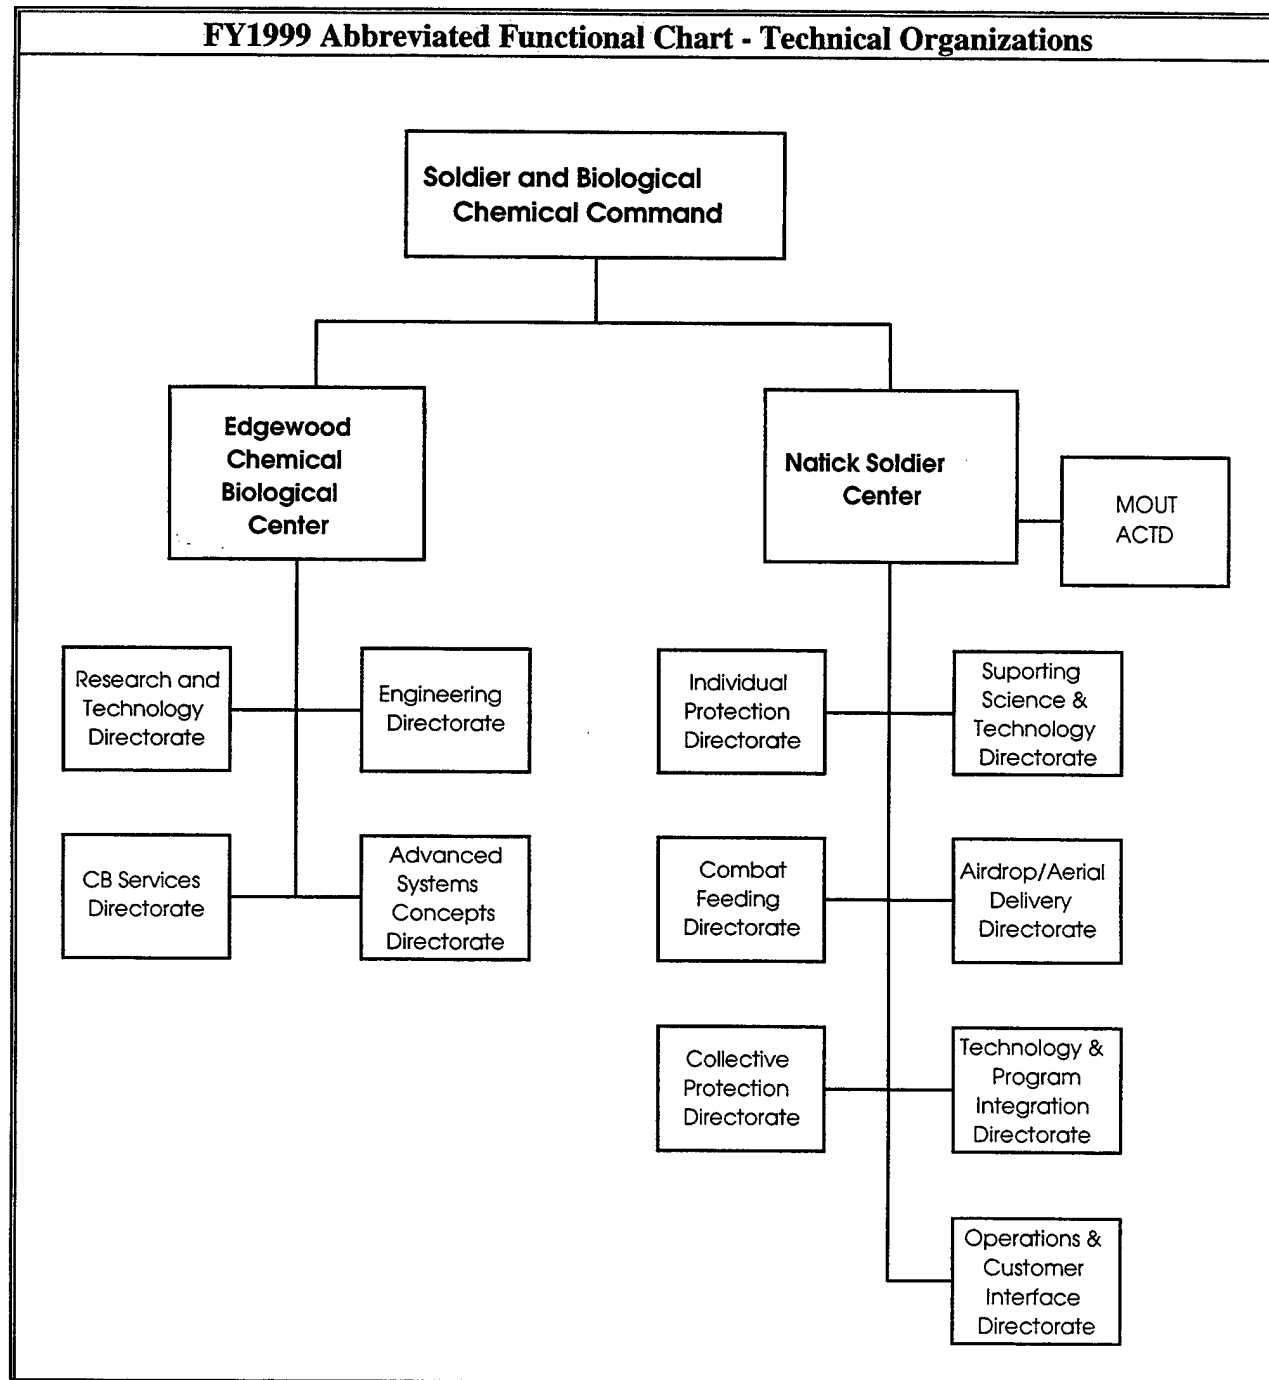 FY1999 Abbreviated Functional Chart - Technical Organizations
Soldier and Biological
Chemical Command
Edgewood
Chemical
Biological
Center
Natick Soldier
Center
MOUT
ACTD
Research and
Technology
Directorate
Engineering
Directorate
CB Services
Directorate
Advanced
Systems
Concepts
Directorate
Individual
Protection
Directorate
Suporting
Science &
Technology
Directorate
Combat
Feeding
Directorate
Airdrop/Aerial
Delivery
Directorate
Collective
Protection
Directorate
Technology &
Program
Integration
Directorate
Operations &
Customer
Interface
Directorate